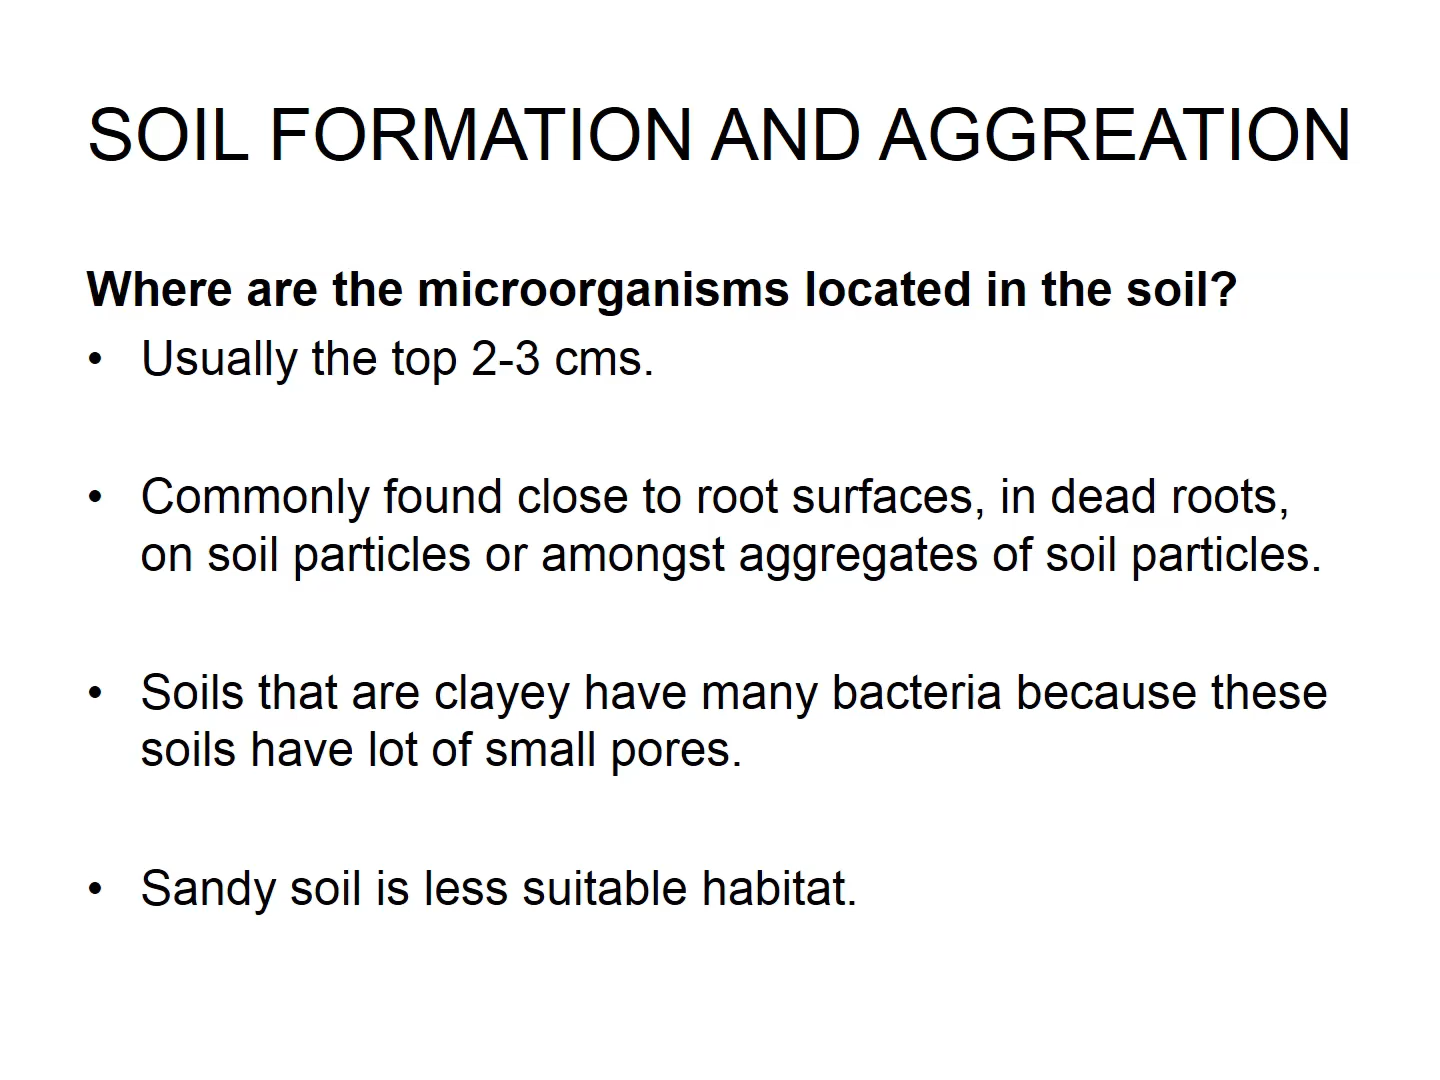 SOIL FORMATION AND AGGREATION
Where are the microorganisms located in the soil?
• Usually the top 2-3 cms.
• Commonly found close to root surfaces, in dead roots,
on soil particles or amongst aggregates of soil particles.
• Soils that are clayey have many bacteria because these
soils have lot of small pores.
• Sandy soil is less suitable habitat.